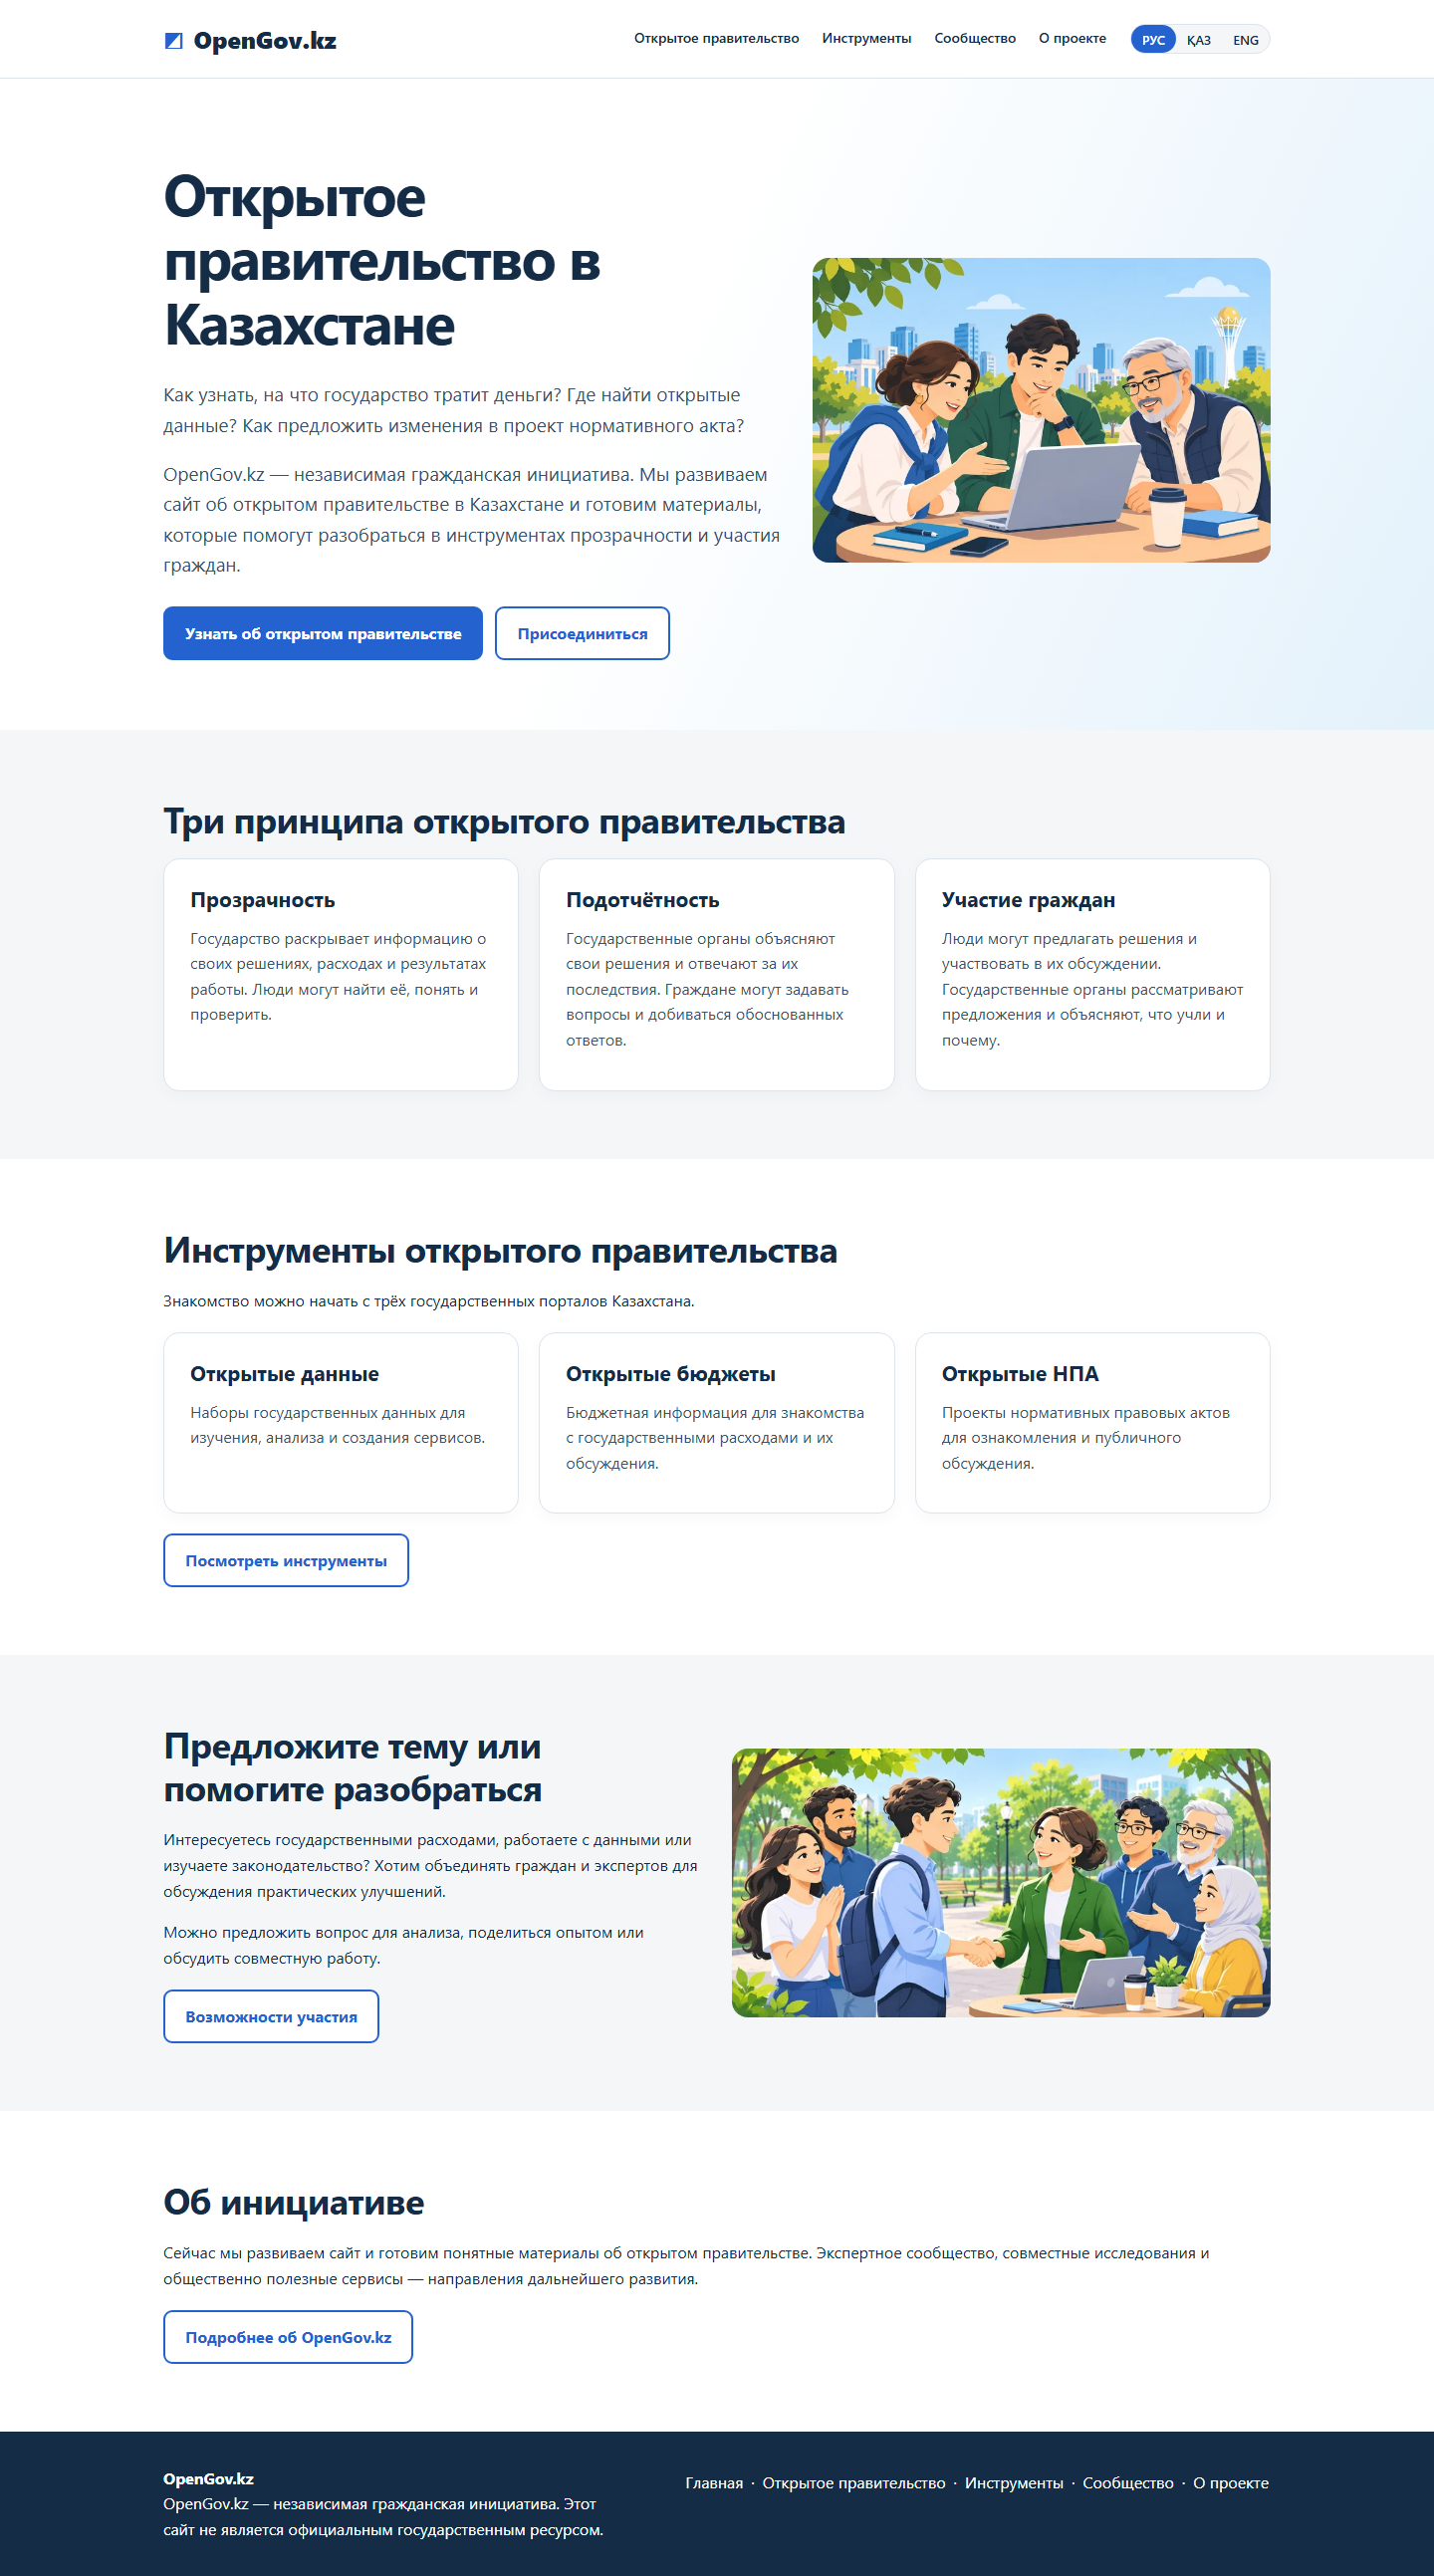 OpenGov.kz
Открытое правительство
Инструменты
Сообщество
О проекте
РУС
ҚАЗ
ENG
Открытое
правительство в
Казахстане
Как узнать, на что государство тратит деньги? Где найти открытые
данные? Как предложить изменения в проект нормативного акта?
OpenGov.kz — независимая гражданская инициатива. Мы развиваем
сайт об открытом правительстве в Казахстане и готовим материалы,
которые помогут разобраться в инструментах прозрачности и участия
граждан.
Узнать об открытом правительстве
Присоединиться
Три принципа открытого правительства
Прозрачность
Государство раскрывает информацию о
своих решениях, расходах и результатах
работы. Люди могут найти её, понять и
проверить.
Подотчётность
Государственные органы объясняют
свои решения и отвечают за их
последствия. Граждане могут задавать
вопросы и добиваться обоснованных
ответов.
Участие граждан
Люди могут предлагать решения и
участвовать в их обсуждении.
Государственные органы рассматривают
предложения и объясняют, что учли и
почему.
Инструменты открытого правительства
Знакомство можно начать с трёх государственных порталов Казахстана.
Открытые данные
Наборы государственных данных для
изучения, анализа и создания сервисов.
Открытые бюджеты
Бюджетная информация для знакомства
с государственными расходами и их
обсуждения.
Открытые НПА
Проекты нормативных правовых актов
для ознакомления и публичного
обсуждения.
Посмотреть инструменты
Предложите тему или
помогите разобраться
Интересуетесь государственными расходами, работаете с данными или
изучаете законодательство? Хотим объединять граждан и экспертов для
обсуждения практических улучшений.
Можно предложить вопрос для анализа, поделиться опытом или
обсудить совместную работу.
Возможности участия
Об инициативе
Сейчас мы развиваем сайт и готовим понятные материалы об открытом правительстве. Экспертное сообщество, совместные исследования и
общественно полезные сервисы — направления дальнейшего развития.
Подробнее об OpenGov.kz
OpenGov.kz
OpenGov.kz — независимая гражданская инициатива. Этот
сайт не является официальным государственным ресурсом.
Главная · Открытое правительство · Инструменты · Сообщество · О проекте